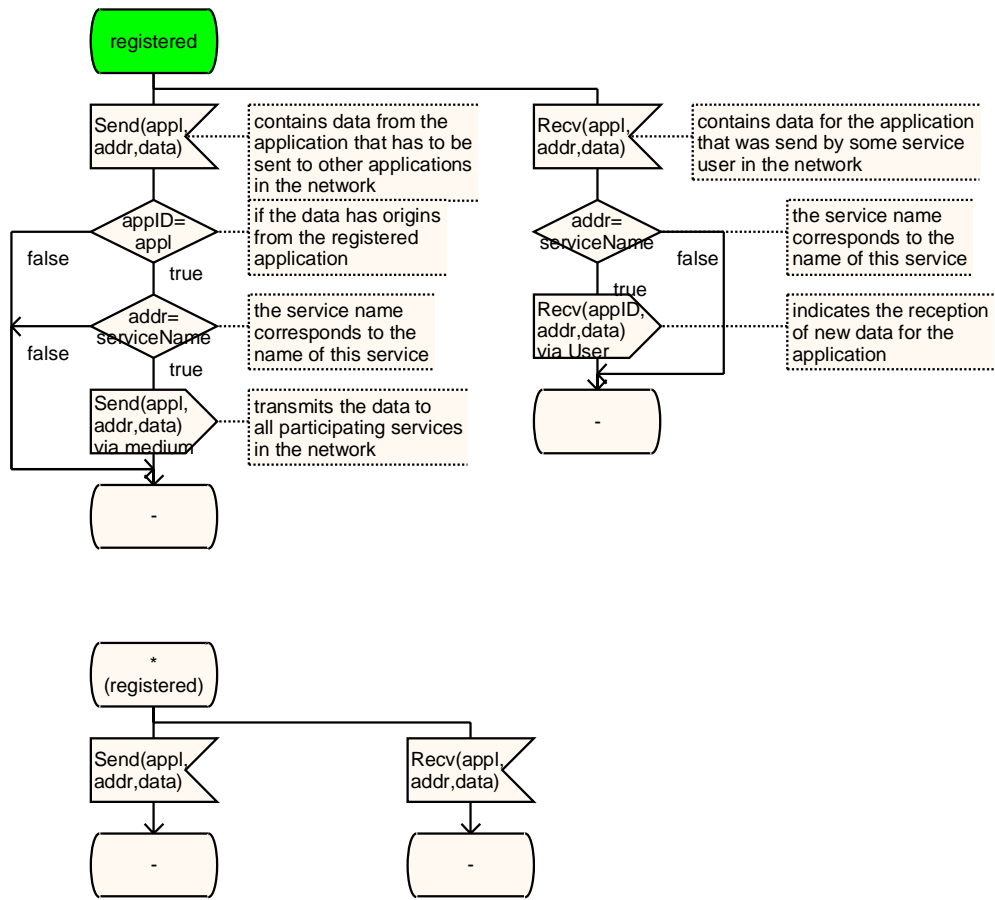 registered
Send(appl,
addr,data)
contains data from the
application that has to be
sent to other applications
in the network
appID=
appl
if the data has origins
from the registered
application
false
true
addr=
serviceName
the service name
corresponds to the
name of this service
false
true
Send(appl,
addr,data)
via medium
transmits the data to
all participating services
in the network
-
Recv(appl,
addr,data)
contains data for the application
that was send by some service
user in the network
addr=
serviceName
the service name
corresponds to the
name of this service
false
true
Recv(appID,
addr,data)
via User
indicates the reception
of new data for the
application
-
*
(registered)
Send(appl,
addr,data)
-
Recv(appl,
addr,data)
-